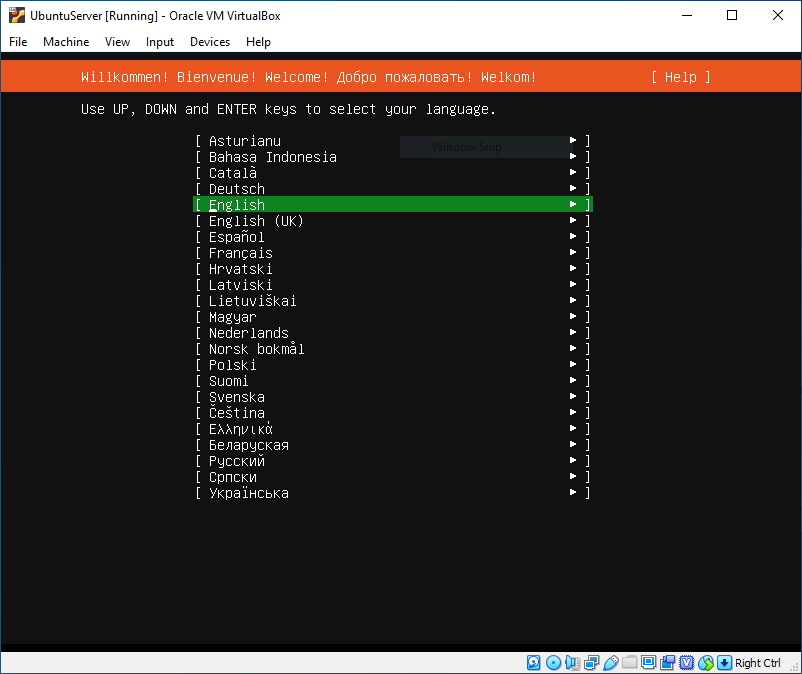 UbuntuServer [Running] - Oracle VM VirtualBox
File Machine View Input Devices Help
Willkommen! Bienvenue! Welcome! Добро пожаловать! Welkom! [ Help ]
Use UP, DOWN and ENTER keys to select your language.
[ Asturianu ► ]
Window Snip
[ Bahasa Indonesia ► ]
[ Català ► ]
[ Deutsch ► ]
[ English ► ]
[ English (UK) ► ]
[ Español ► ]
[ Français ► ]
[ Hrvatski ► ]
[ Latviski ► ]
[ Lietuviškai ► ]
[ Magyar ► ]
[ Nederlands ► ]
[ Norsk bokmål ► ]
[ Polski ► ]
[ Suomi ► ]
[ Svenska ► ]
[ Čeština ► ]
[ Ελληνικά ► ]
[ Беларуская ► ]
[ Русский ► ]
[ Српски ► ]
[ Українська ► ]
Right Ctrl